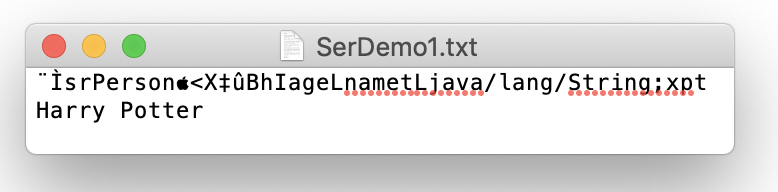 SerDemo1.txt
¨ÌsrPerson<X‡ûBhIageLnametLjava/lang/String;xpt
Harry Potter